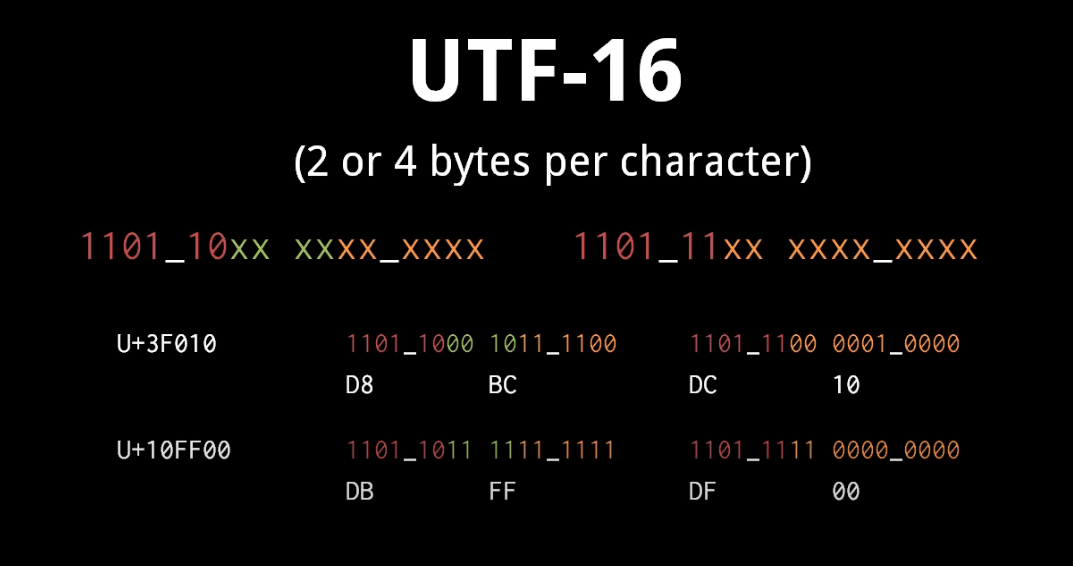 UTF-16
(2 or 4 bytes per character)
1101_10xx xxxx_xxxx 1101_11xx xxxx_xxxx
U+3F010 1101_1000 1011_1100 1101_1100 0001_0000
D8 BC DC 10
U+10FF00 1101_1011 1111_1111 1101_1111 0000_0000
DB FF DF 00